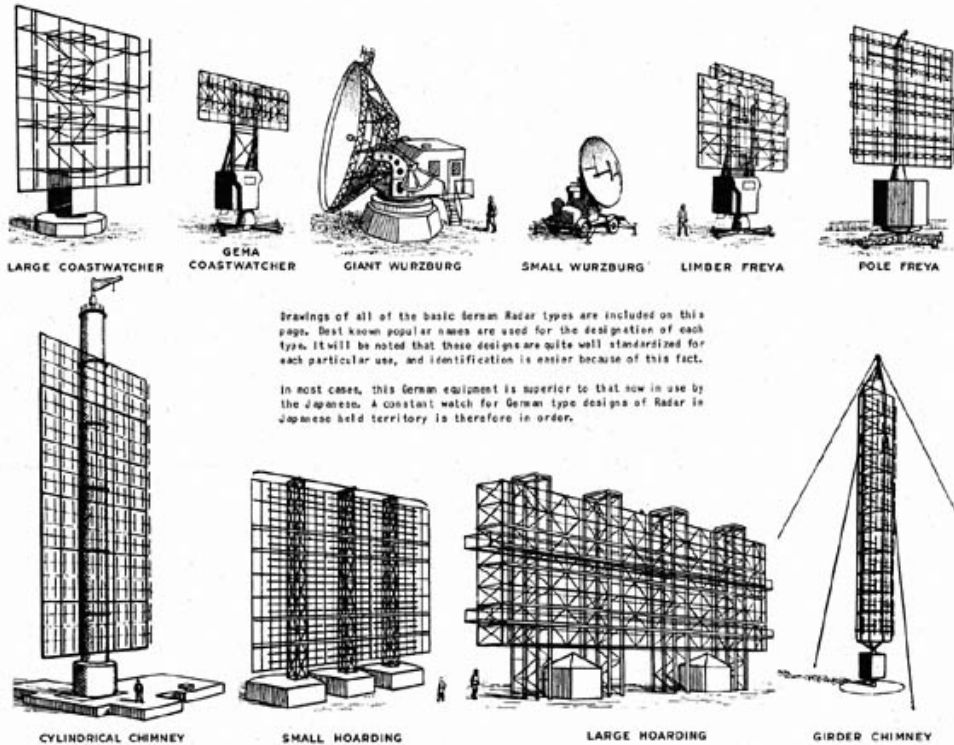 LARGE COASTWATCHER
GEMA
COASTWATCHER
GIANT WURZBURG
SMALL WURZBURG
LIMBER FREYA
POLE FREYA
Drawings of all of the basic German Radar types are included on this
page. Best known popular names are used for the designation of each
type. It will be noted that these designs are quite well standardized for
each particular use, and identification is easier because of this fact.
In most cases, this German equipment is superior to that now in use by
the Japanese. A constant watch for German type designs of Radar in
Japanese held territory is therefore in order.
CYLINDRICAL CHIMNEY
SMALL HOARDING
LARGE HOARDING
GIRDER CHIMNEY